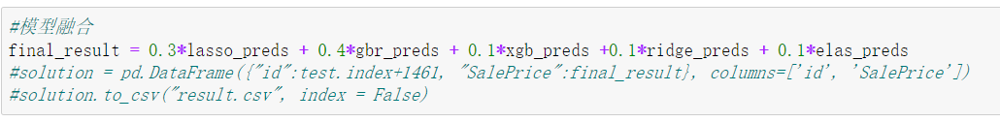 #模型融合
final_result = 0.3*lasso_preds + 0.4*gbr_preds + 0.1*xgb_preds +0.1*ridge_preds + 0.1*elas_preds
#solution = pd.DataFrame({"id":test.index+1461, "SalePrice":final_result}, columns=['id', 'SalePrice'])
#solution.to_csv("result.csv", index = False)